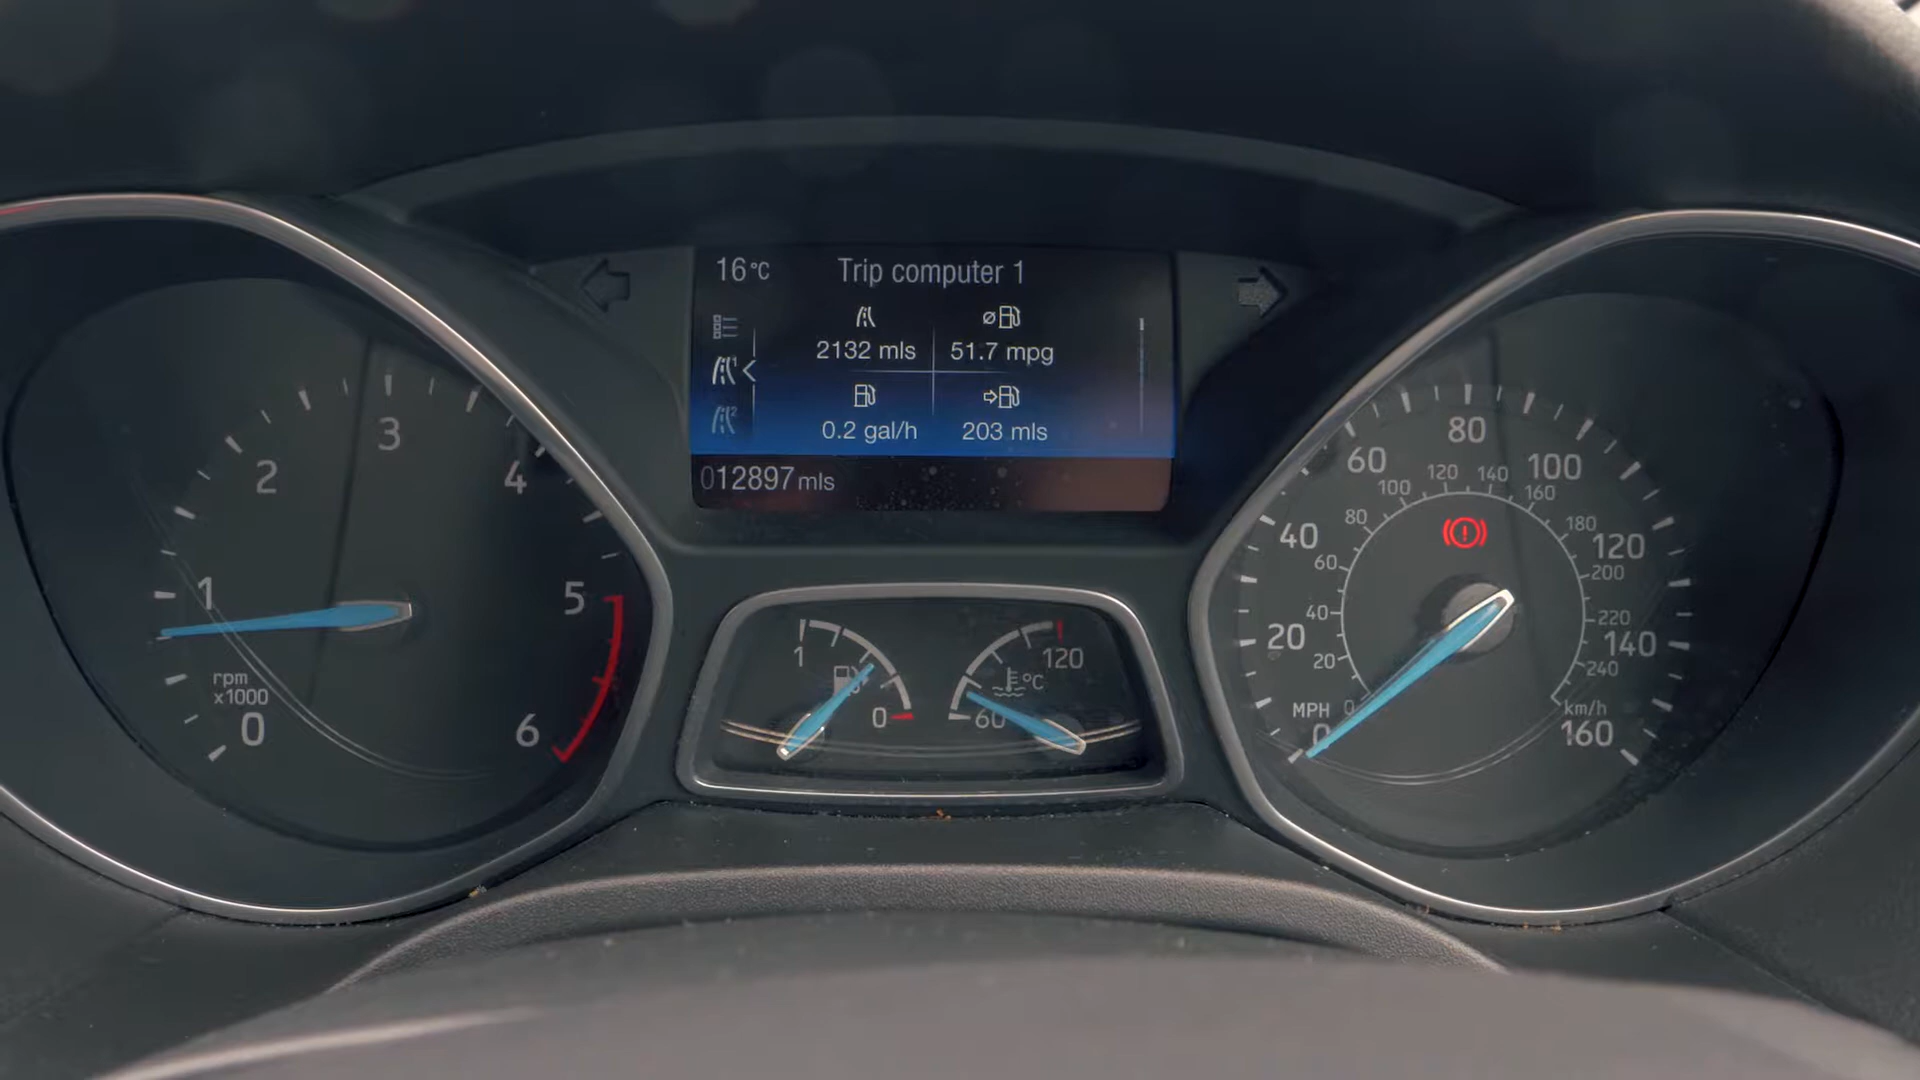 16°C Trip computer 1
2132 mls 51.7 mpg
0.2 gal/h 203 mls
012897 mls
0 1 2 3 4 5 6
rpm
x1000
1 0
60 120
°C
0 20 40 60 80 100 120 140 160
MPH
0 20 40 60 80 100 120 140 160 180 200 220 240
km/h